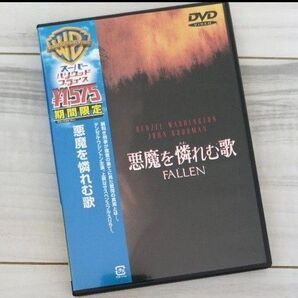 WB
スーパー
ハリウッド
プライス
¥1,575
期間限定
悪魔を憐れむ歌
DVD
VIDEO
DENZEL WASHINGTON
JOHN GOODMAN
悪魔を憐れむ歌
FALLEN